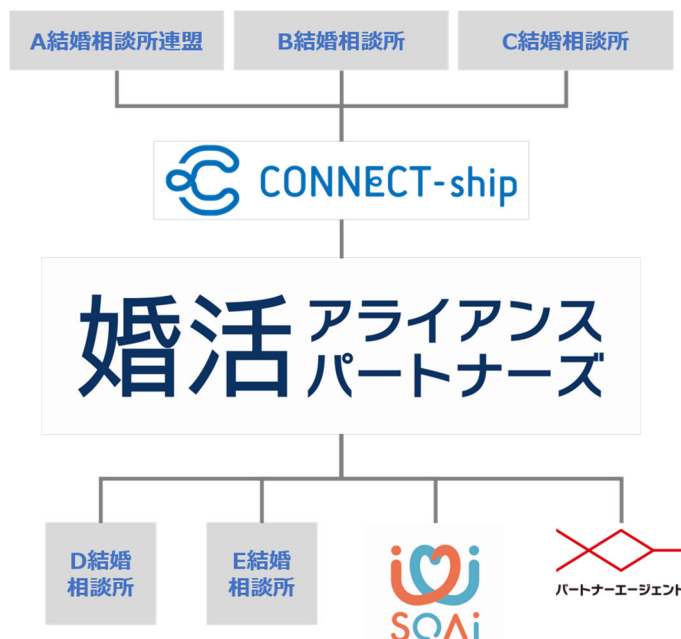 A結婚相談所連盟
B結婚相談所
C結婚相談所
CONNECT-ship
婚活アライアンス
パートナーズ
D結婚
相談所
E結婚
相談所
SQAi
パートナーエージェント